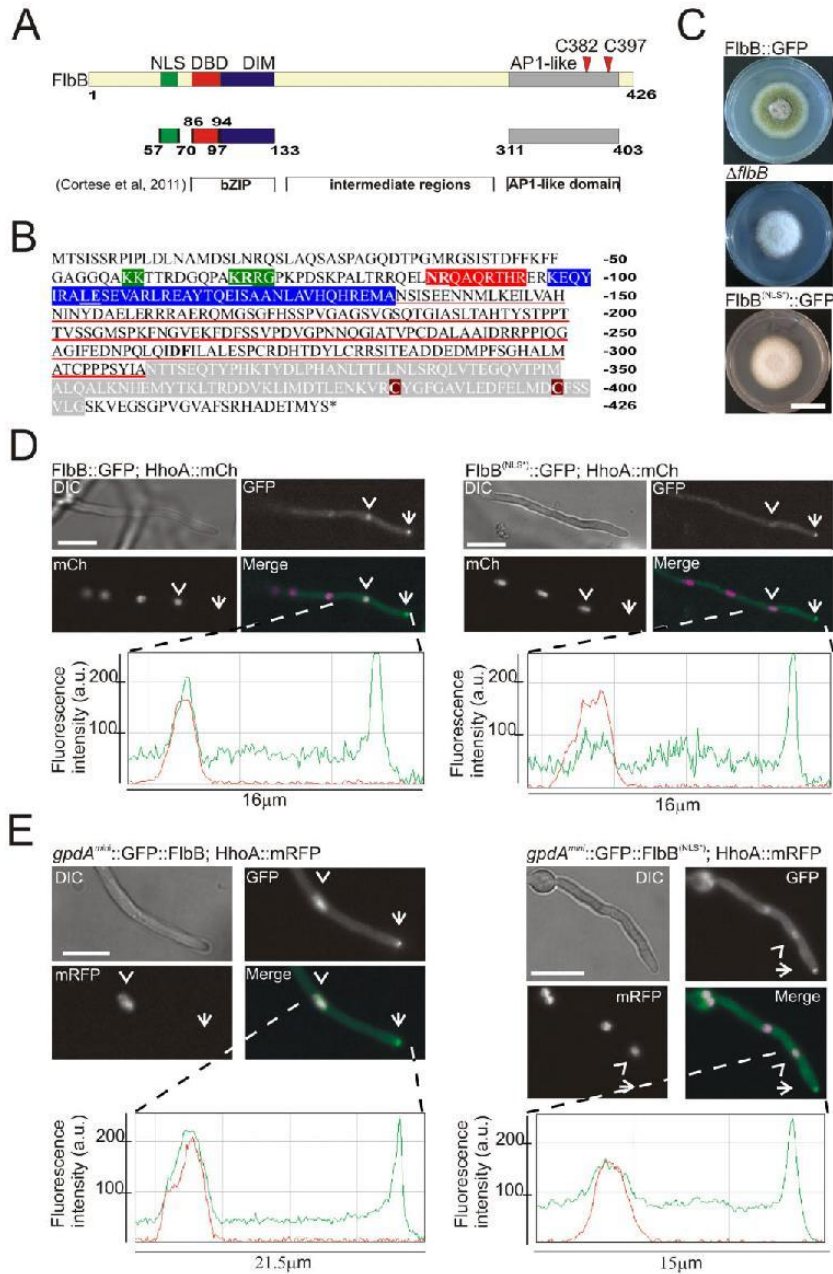 A
NLS DBD DIM AP1-like C382 C397
FlbB
1 426
86 94
57 70 97 133 311 403
(Cortese et al, 2011) bZIP intermediate regions AP1-like domain
B
MTSISSRPIPLDLNAMDSLNRQSLAQSASPAGQDTPGMRGSISTDFFKFF -50
GAGGQAKKTTRDGQPAKRRGPKPDSKPALTRRQELNRQAQRTHRERKEQY -100
IRALESEVARLREAYTQEISAANLAVHQHREMANSISEENNMLKEILVAH -150
NINYDAELERRRAERQMGSGFHSSPVGAGSVGSQTGIASLTAHTYSTPPT -200
TVSSGMSPKFNGVEKFDFSSVPDVGPNNQGIATVPCDALAAIDRRPPIQG -250
AGIFEDNPQLQIDFILALESPCRDHTDYLCRRSITEADDEDMPFSGHALM -300
ATCPPPSYIANTTSEQTYPHKTYDLPHANLTTLLNLSRQLVTEGQVTPIM -350
ALQALKNHEMYTKLTRDDVKLIMDTLENKVRCYGFGAVLEDFELMDCFSS -400
VLGSKVEGSGPVGVAFSRHADETMYS* -426
C
FlbB::GFP
ΔflbB
FlbB(NLS*)::GFP
D
FlbB::GFP; HhoA::mCh
DIC GFP
mCh Merge
Fluorescence
intensity (a.u.)
200
100
16µm
FlbB(NLS*)::GFP; HhoA::mCh
DIC GFP
mCh Merge
Fluorescence
intensity (a.u.)
200
100
16µm
E
gpdAmini::GFP::FlbB; HhoA::mRFP
DIC GFP
mRFP Merge
Fluorescence
intensity (a.u.)
200
100
21.5µm
gpdAmini::GFP::FlbB(NLS*); HhoA::mRFP
DIC GFP
mRFP Merge
Fluorescence
intensity (a.u.)
200
100
15µm